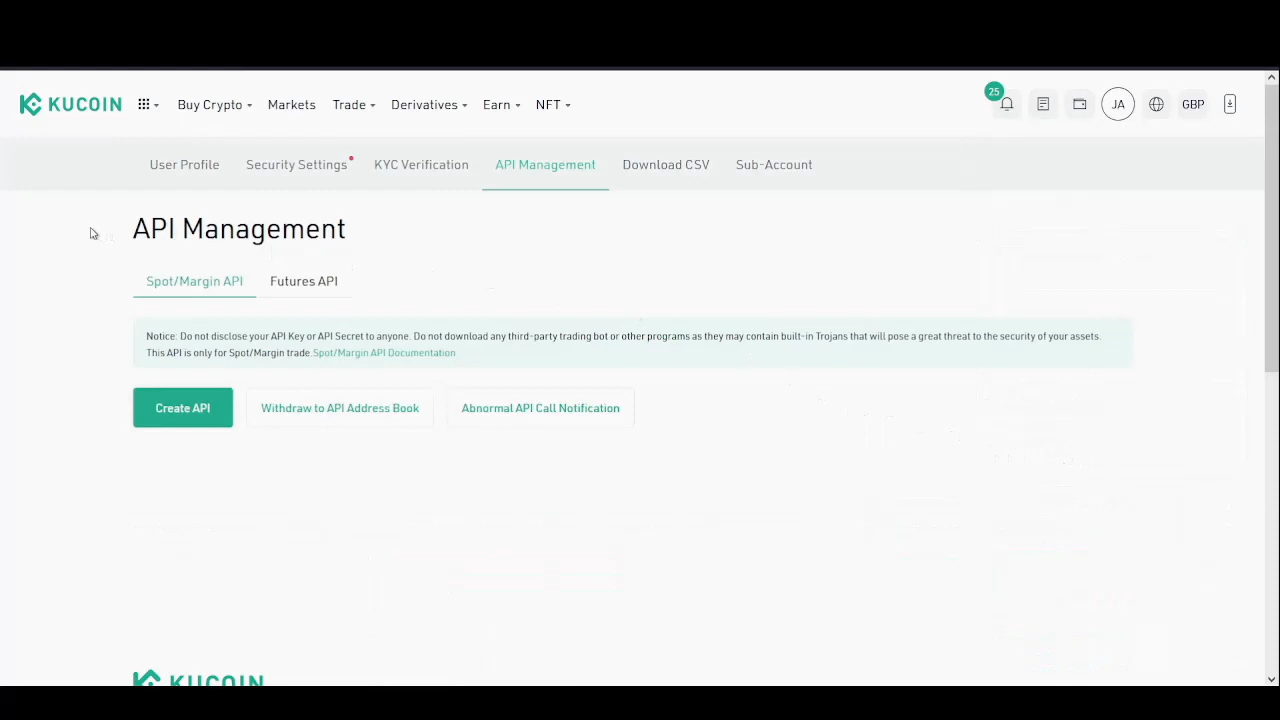 KUCOIN
Buy Crypto
Markets
Trade
Derivatives
Earn
NFT
25
JA
GBP
User Profile
Security Settings
KYC Verification
API Management
Download CSV
Sub-Account
API Management
Spot/Margin API
Futures API
Notice: Do not disclose your API Key or API Secret to anyone. Do not download any third-party trading bot or other programs as they may contain built-in Trojans that will pose a great threat to the security of your assets.
This API is only for Spot/Margin trade.Spot/Margin API Documentation
Create API
Withdraw to API Address Book
Abnormal API Call Notification
KUCOIN